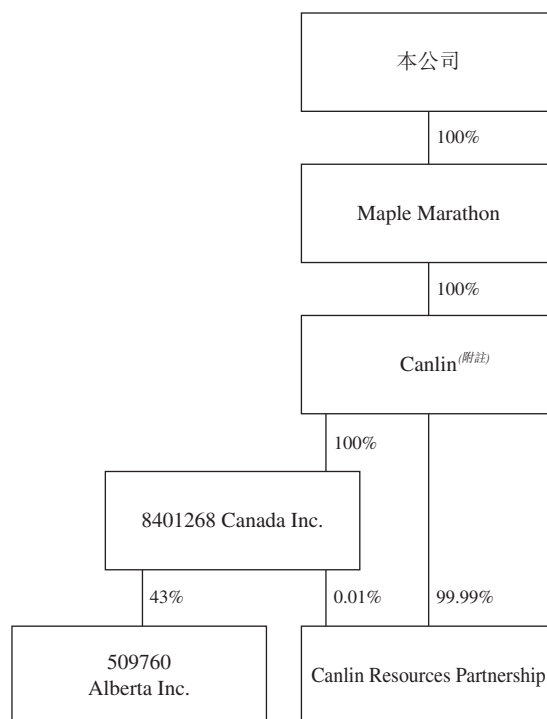 本公司
100%
Maple Marathon
100%
Canlin(附註)
100%
8401268 Canada Inc.
43%
0.01%
99.99%
509760
Alberta Inc.
Canlin Resources Partnership